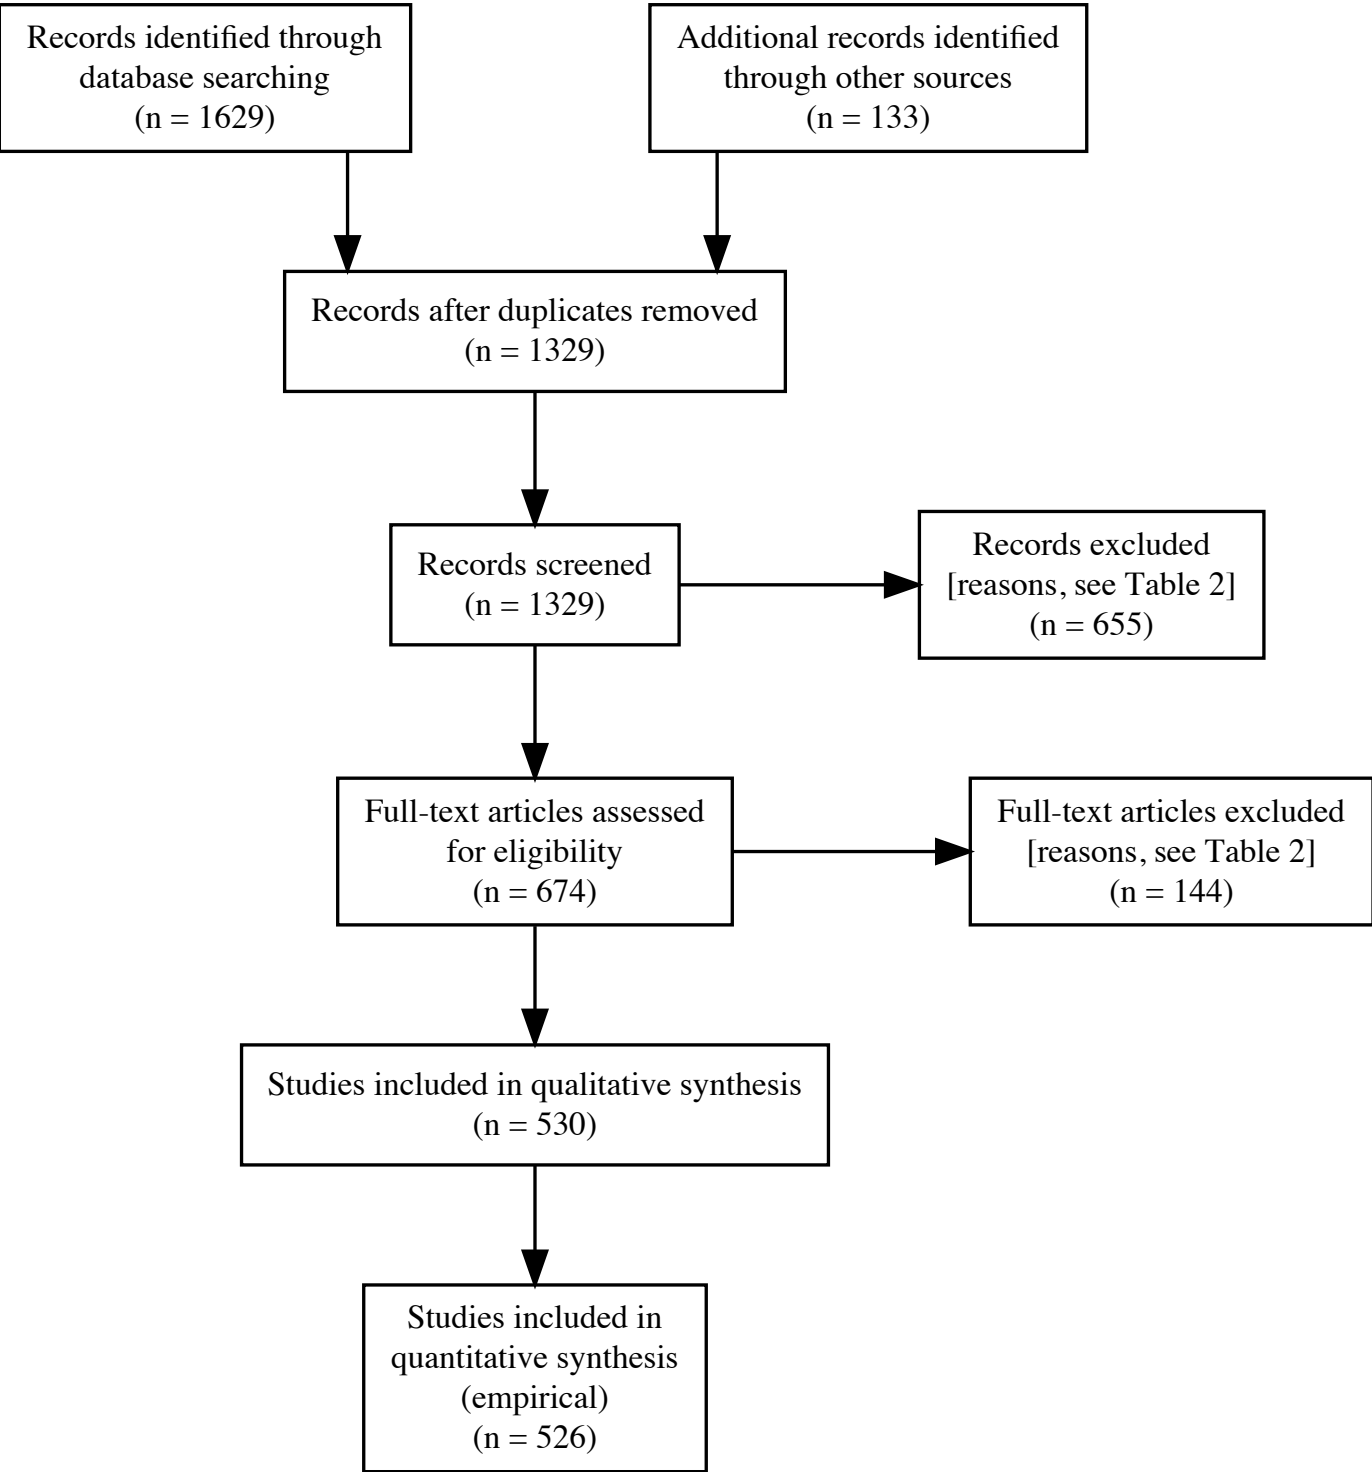 Records identified through
database searching
(n = 1629)
Additional records identified
through other sources
(n = 133)
Records after duplicates removed
(n = 1329)
Records screened
(n = 1329)
Records excluded
[reasons, see Table 2]
(n = 655)
Full-text articles assessed
for eligibility
(n = 674)
Full-text articles excluded
[reasons, see Table 2]
(n = 144)
Studies included in qualitative synthesis
(n = 530)
Studies included in
quantitative synthesis
(empirical)
(n = 526)